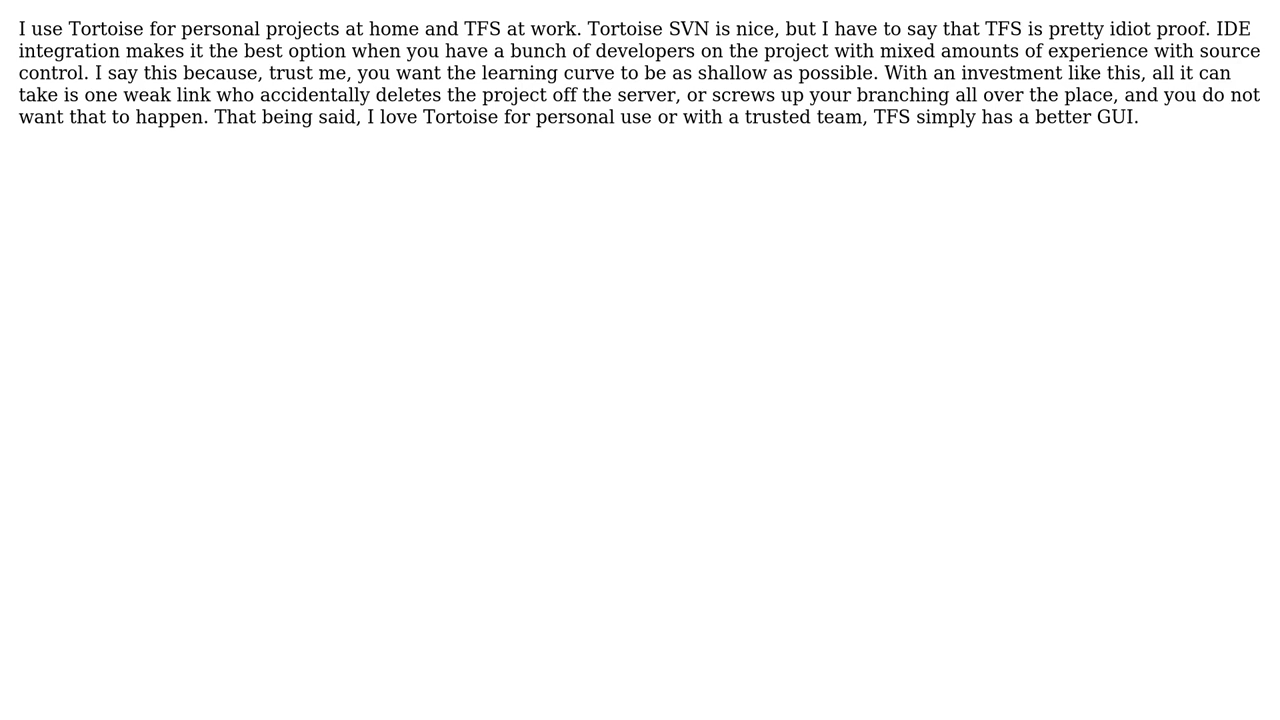 I use Tortoise for personal projects at home and TFS at work. Tortoise SVN is nice, but I have to say that TFS is pretty idiot proof. IDE
integration makes it the best option when you have a bunch of developers on the project with mixed amounts of experience with source
control. I say this because, trust me, you want the learning curve to be as shallow as possible. With an investment like this, all it can
take is one weak link who accidentally deletes the project off the server, or screws up your branching all over the place, and you do not
want that to happen. That being said, I love Tortoise for personal use or with a trusted team, TFS simply has a better GUI.